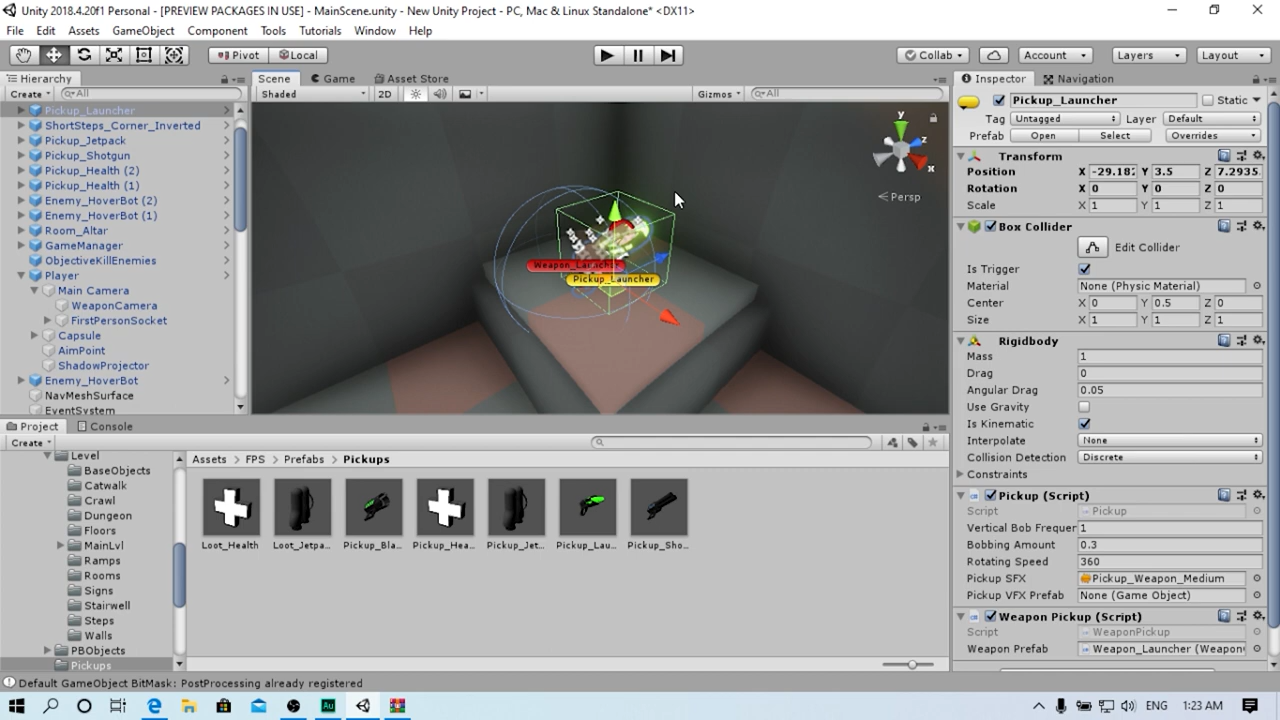 Unity 2018.4.20f1 Personal - [PREVIEW PACKAGES IN USE] - MainScene.unity - New Unity Project - PC, Mac & Linux Standalone* <DX11>
File Edit Assets GameObject Component Tools Tutorials Window Help
Pivot Local Collab Account Layers Layout
Hierarchy
Create All
Pickup_Launcher
ShortSteps_Corner_Inverted
Pickup_Jetpack
Pickup_Shotgun
Pickup_Health (2)
Pickup_Health (1)
Enemy_HoverBot (2)
Enemy_HoverBot (1)
Room_Altar
GameManager
ObjectiveKillEnemies
Player
Main Camera
WeaponCamera
FirstPersonSocket
Capsule
AimPoint
ShadowProjector
Enemy_HoverBot
NavMeshSurface
EventSystem
Scene Game Asset Store
Shaded 2D Gizmos All
y
z
x
Persp
Weapon_Launcher
Pickup_Launcher
Inspector Navigation
Pickup_Launcher Static
Tag Untagged Layer Default
Prefab Open Select Overrides
Transform
Position X -29.182 Y 3.5 Z 7.2935
Rotation X 0 Y 0 Z 0
Scale X 1 Y 1 Z 1
Box Collider
Edit Collider
Is Trigger
Material None (Physic Material)
Center X 0 Y 0.5 Z 0
Size X 1 Y 1 Z 1
Rigidbody
Mass 1
Drag 0
Angular Drag 0.05
Use Gravity
Is Kinematic
Interpolate None
Collision Detection Discrete
Constraints
Pickup (Script)
Script Pickup
Vertical Bob Frequer 1
Bobbing Amount 0.3
Rotating Speed 360
Pickup SFX Pickup_Weapon_Medium
Pickup VFX Prefab None (Game Object)
Weapon Pickup (Script)
Script WeaponPickup
Weapon Prefab Weapon_Launcher (Weapon
Project Console
Create
Level
BaseObjects
Catwalk
Crawl
Dungeon
Floors
MainLvl
Ramps
Rooms
Signs
Stairwell
Steps
Walls
PBObjects
Pickups
Assets > FPS > Prefabs > Pickups
Loot_Health Loot_Jetpa... Pickup_Bla... Pickup_Hea... Pickup_Jet... Pickup_Lau... Pickup_Sho...
Default GameObject BitMask: PostProcessing already registered
Au
ENG 1:23 AM